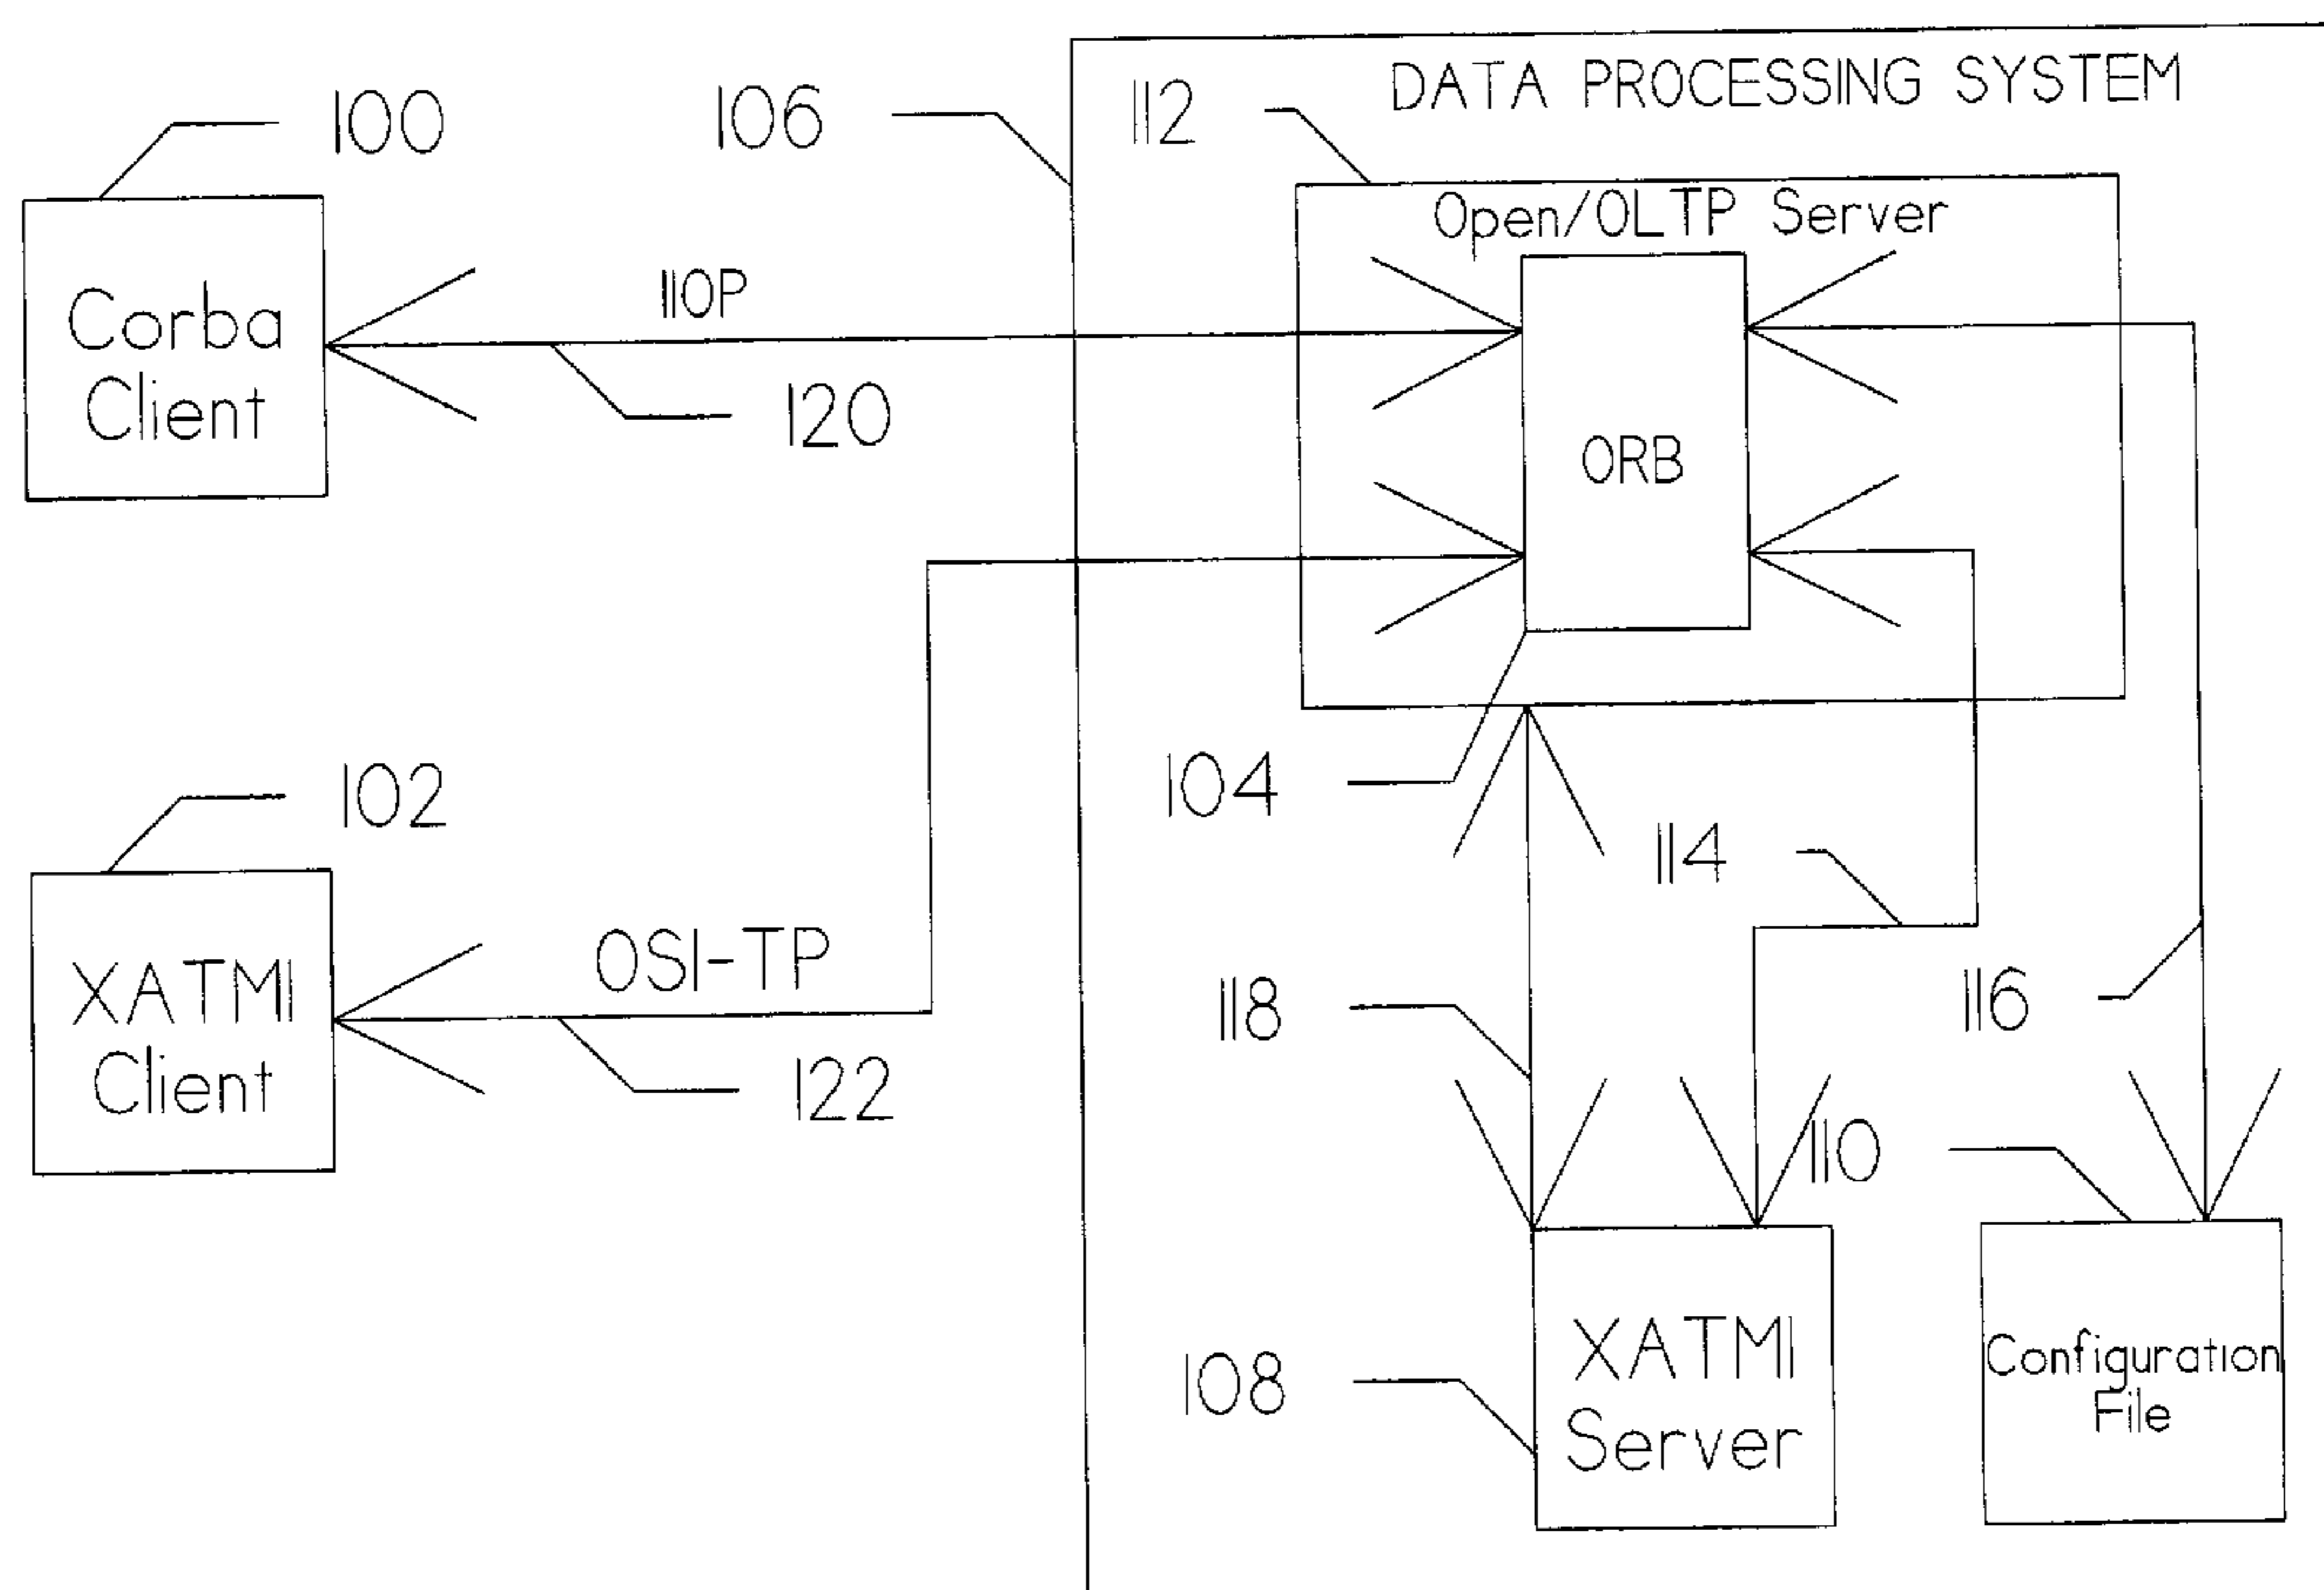 DATA PROCESSING SYSTEM
100
106
112
Open/OLTP Server
Corba
Client
IIOP
120
ORB
102
104
114
XATMI
Client
OSI-TP
122
118
116
110
108
XATMI
Server
Configuration
File